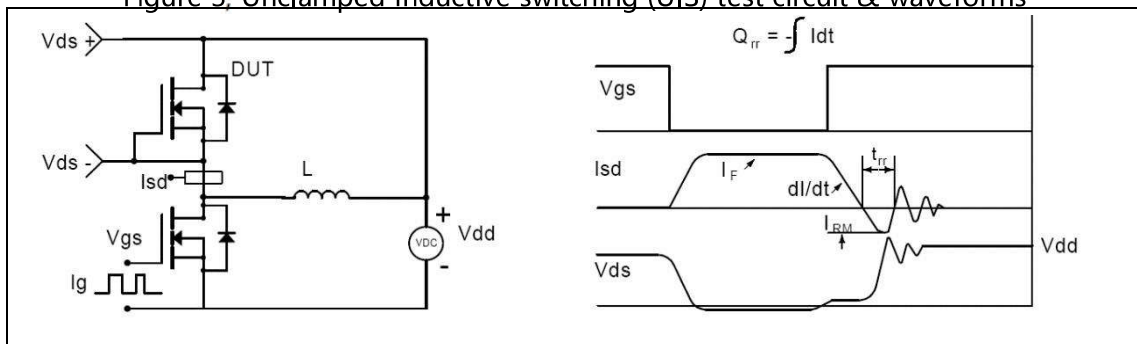 Figure 3, Unclamped inductive switching (UIS) test circuit & waveforms
Vds +
DUT
Vds -
Isd
L
Vgs
Ig
+
VDC
-
Vdd
Qrr = -∫ Idt
Vgs
Isd
IF
dI/dt
trr
IRM
Vdd
Vds